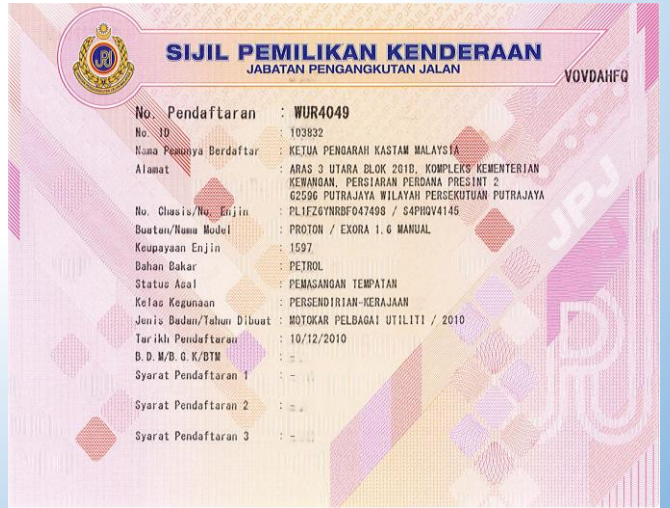 SIJIL PEMILIKAN KENDERAAN
JABATAN PENGANGKUTAN JALAN
VOVDAHFQ
No. Pendaftaran : WUR4049
No. ID : 103832
Nama Pemunya Berdaftar : KETUA PENGARAH KASTAM MALAYSIA
Alamat : ARAS 3 UTARA BLOK 201B, KOMPLEKS KEMENTERIAN
KEWANGAN, PERSIARAN PERDANA PRESINT 2
62596 PUTRAJAYA WILAYAH PERSEKUTUAN PUTRAJAYA
No. Chasis/No. Enjin : PL1FZ6YNRBF047498 / S4PHQV4145
Buatan/Nama Model : PROTON / EXORA 1.6 MANUAL
Keupayaan Enjin : 1597
Bahan Bakar : PETROL
Status Asal : PEMASANGAN TEMPATAN
Kelas Kegunaan : PERSENDIRIAN-KERAJAAN
Jenis Badan/Tahun Dibuat : MOTOKAR PELBAGAI UTILITI / 2010
Tarikh Pendaftaran : 10/12/2010
B.D.M/B.G.K/BTM : -
Syarat Pendaftaran 1 : -
Syarat Pendaftaran 2 : -
Syarat Pendaftaran 3 : -
JPJ